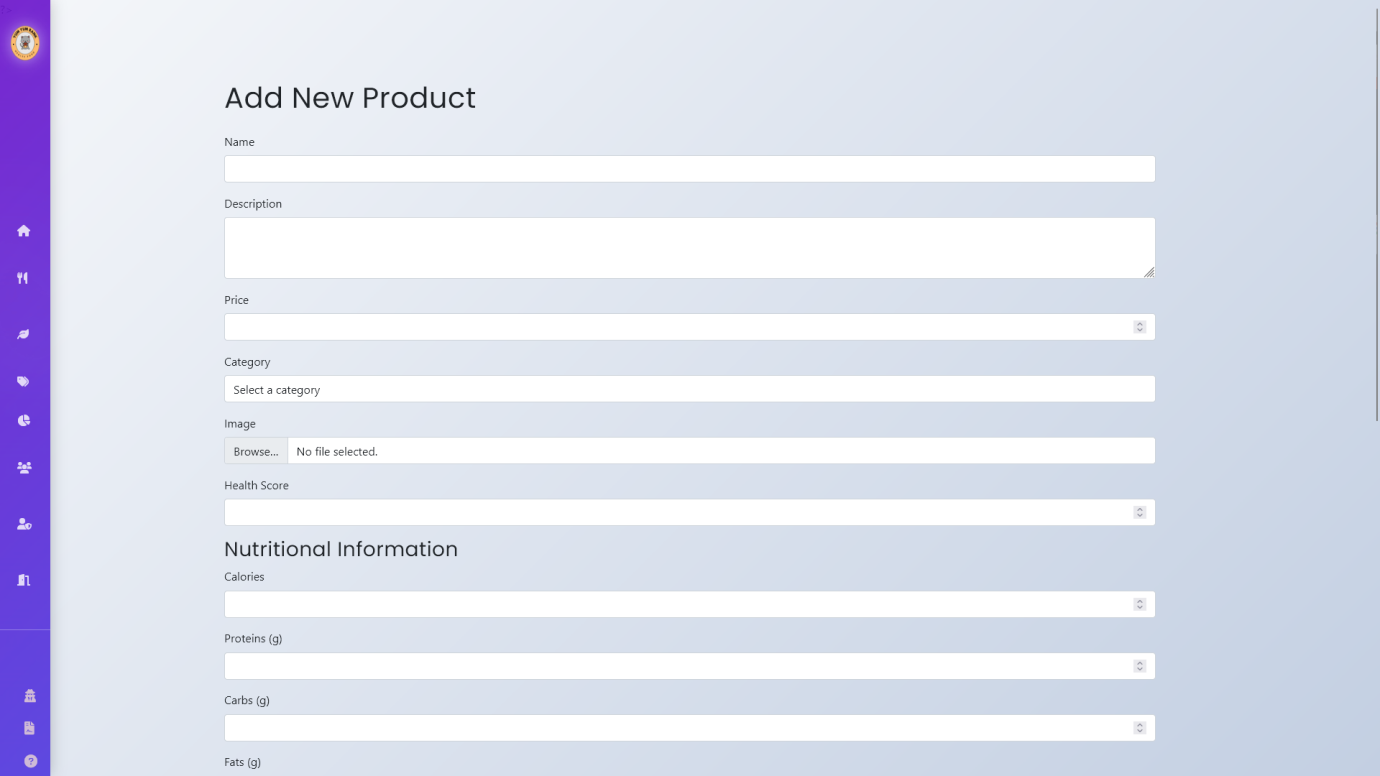 Add New Product
Name
Description
Price
Category
Select a category
Image
Browse... No file selected.
Health Score
Nutritional Information
Calories
Proteins (g)
Carbs (g)
Fats (g)